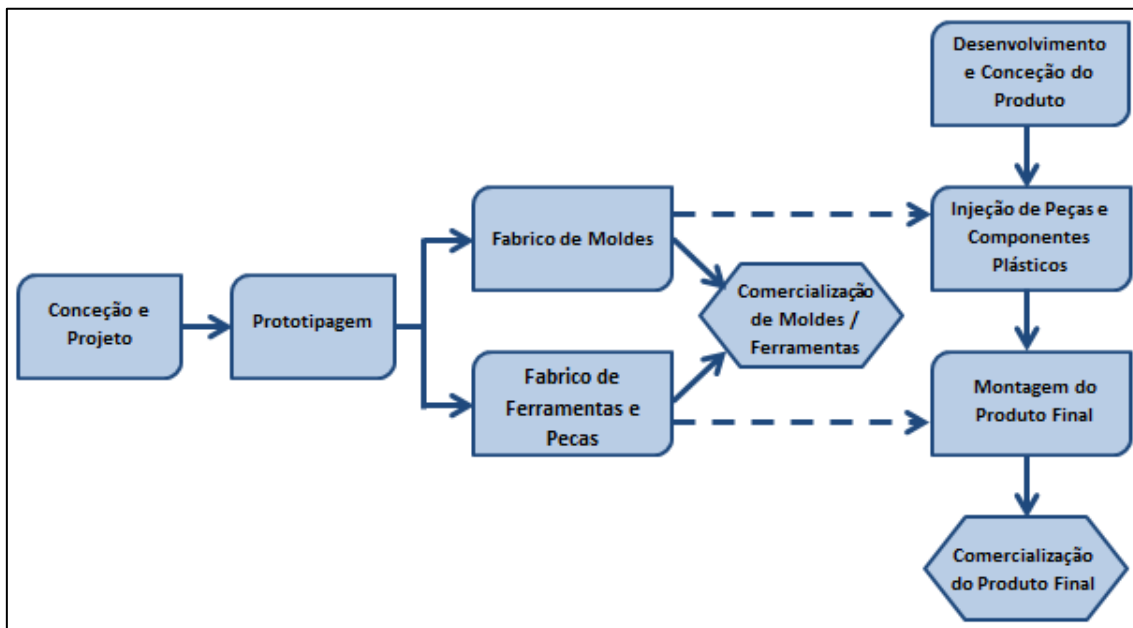 Desenvolvimento
e Conceção do
Produto
Fabrico de Moldes
Injeção de Peças e
Componentes
Plásticos
Conceção e
Projeto
Prototipagem
Comercialização
de Moldes /
Ferramentas
Fabrico de
Ferramentas e
Pecas
Montagem do
Produto Final
Comercialização
do Produto Final